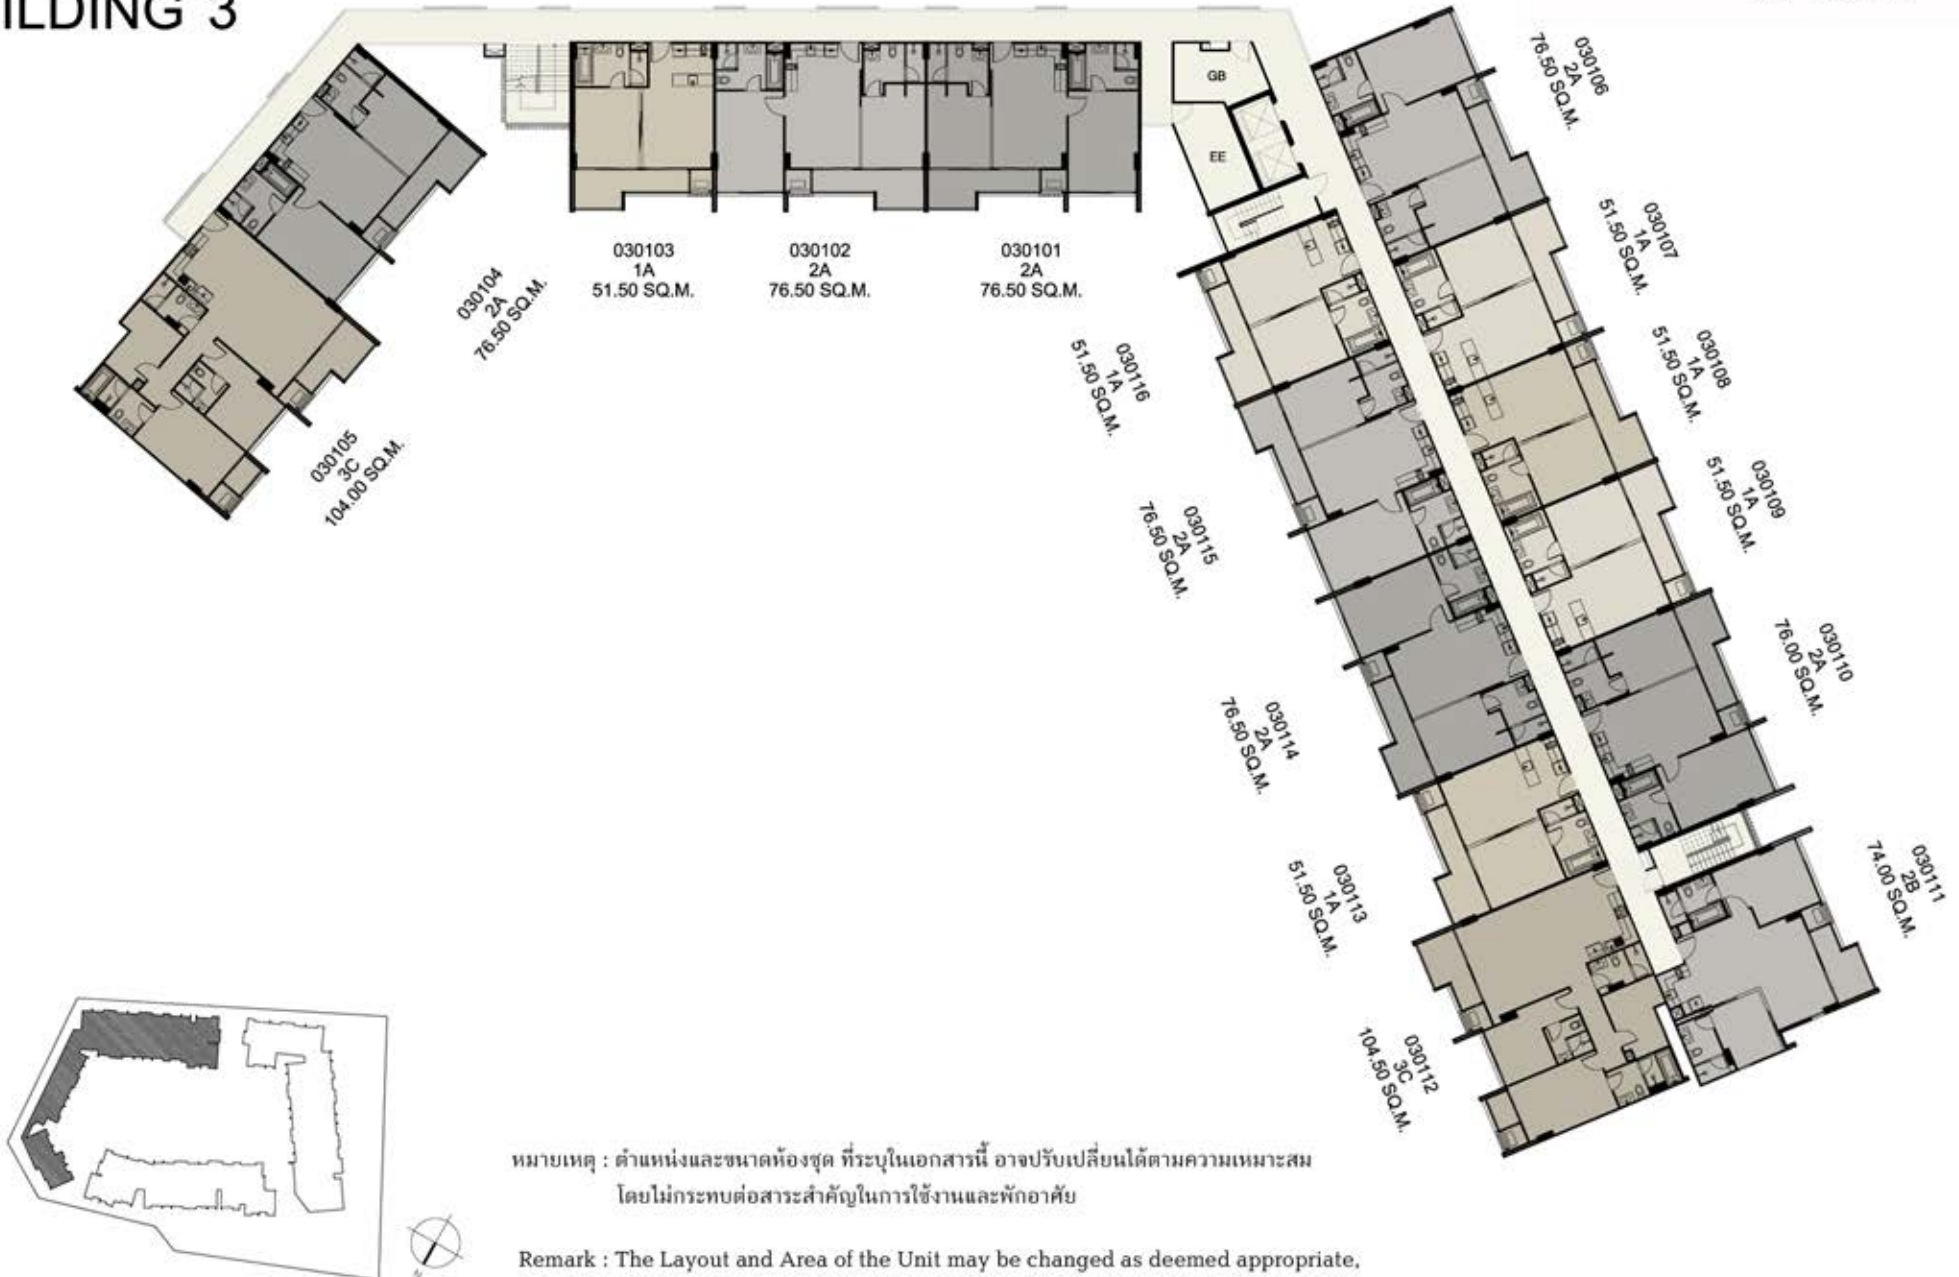 ILDING 3
GB
EE
030106
2A
76.50 SQ.M.
030103
1A
51.50 SQ.M.
030102
2A
76.50 SQ.M.
030101
2A
76.50 SQ.M.
030104
2A
76.50 SQ.M.
030105
3C
104.00 SQ.M.
030107
1A
51.50 SQ.M.
030116
1A
51.50 SQ.M.
030108
1A
51.50 SQ.M.
030109
1A
51.50 SQ.M.
030115
2A
76.50 SQ.M.
030110
2A
76.00 SQ.M.
030114
2A
76.50 SQ.M.
030111
2B
74.00 SQ.M.
030113
1A
51.50 SQ.M.
030112
3C
104.50 SQ.M.
หมายเหตุ : ตำแหน่งและขนาดห้องชุด ที่ระบุในเอกสารนี้ อาจปรับเปลี่ยนได้ตามความเหมาะสม
โดยไม่กระทบต่อสาระสำคัญในการใช้งานและพักอาศัย
Remark : The Layout and Area of the Unit may be changed as deemed appropriate,